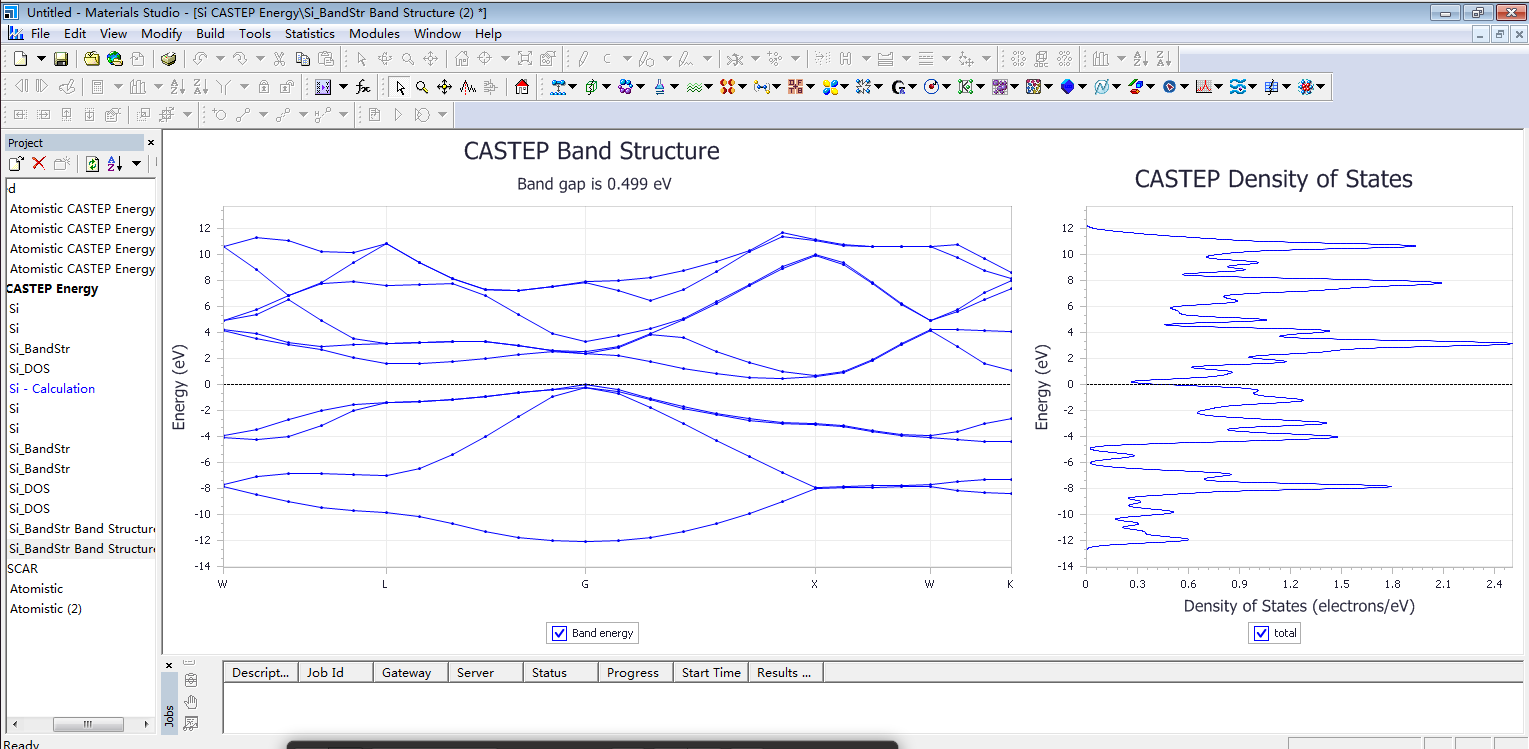 Untitled - Materials Studio - [Si CASTEP Energy\Si_BandStr Band Structure (2) *]
File Edit View Modify Build Tools Statistics Modules Window Help
Project
d
Atomistic CASTEP Energy
Atomistic CASTEP Energy
Atomistic CASTEP Energy
Atomistic CASTEP Energy
CASTEP Energy
Si
Si
Si_BandStr
Si_DOS
Si - Calculation
Si
Si
Si_BandStr
Si_BandStr
Si_DOS
Si_DOS
Si_BandStr Band Structure
Si_BandStr Band Structure
SCAR
Atomistic
Atomistic (2)
CASTEP Band Structure
Band gap is 0.499 eV
Energy (eV)
12
10
8
6
4
2
0
-2
-4
-6
-8
-10
-12
-14
W L G X W K
Band energy
CASTEP Density of States
Energy (eV)
12
10
8
6
4
2
0
-2
-4
-6
-8
-10
-12
-14
0 0.3 0.6 0.9 1.2 1.5 1.8 2.1 2.4
Density of States (electrons/eV)
total
Jobs
Descript... Job Id Gateway Server Status Progress Start Time Results ...
Ready